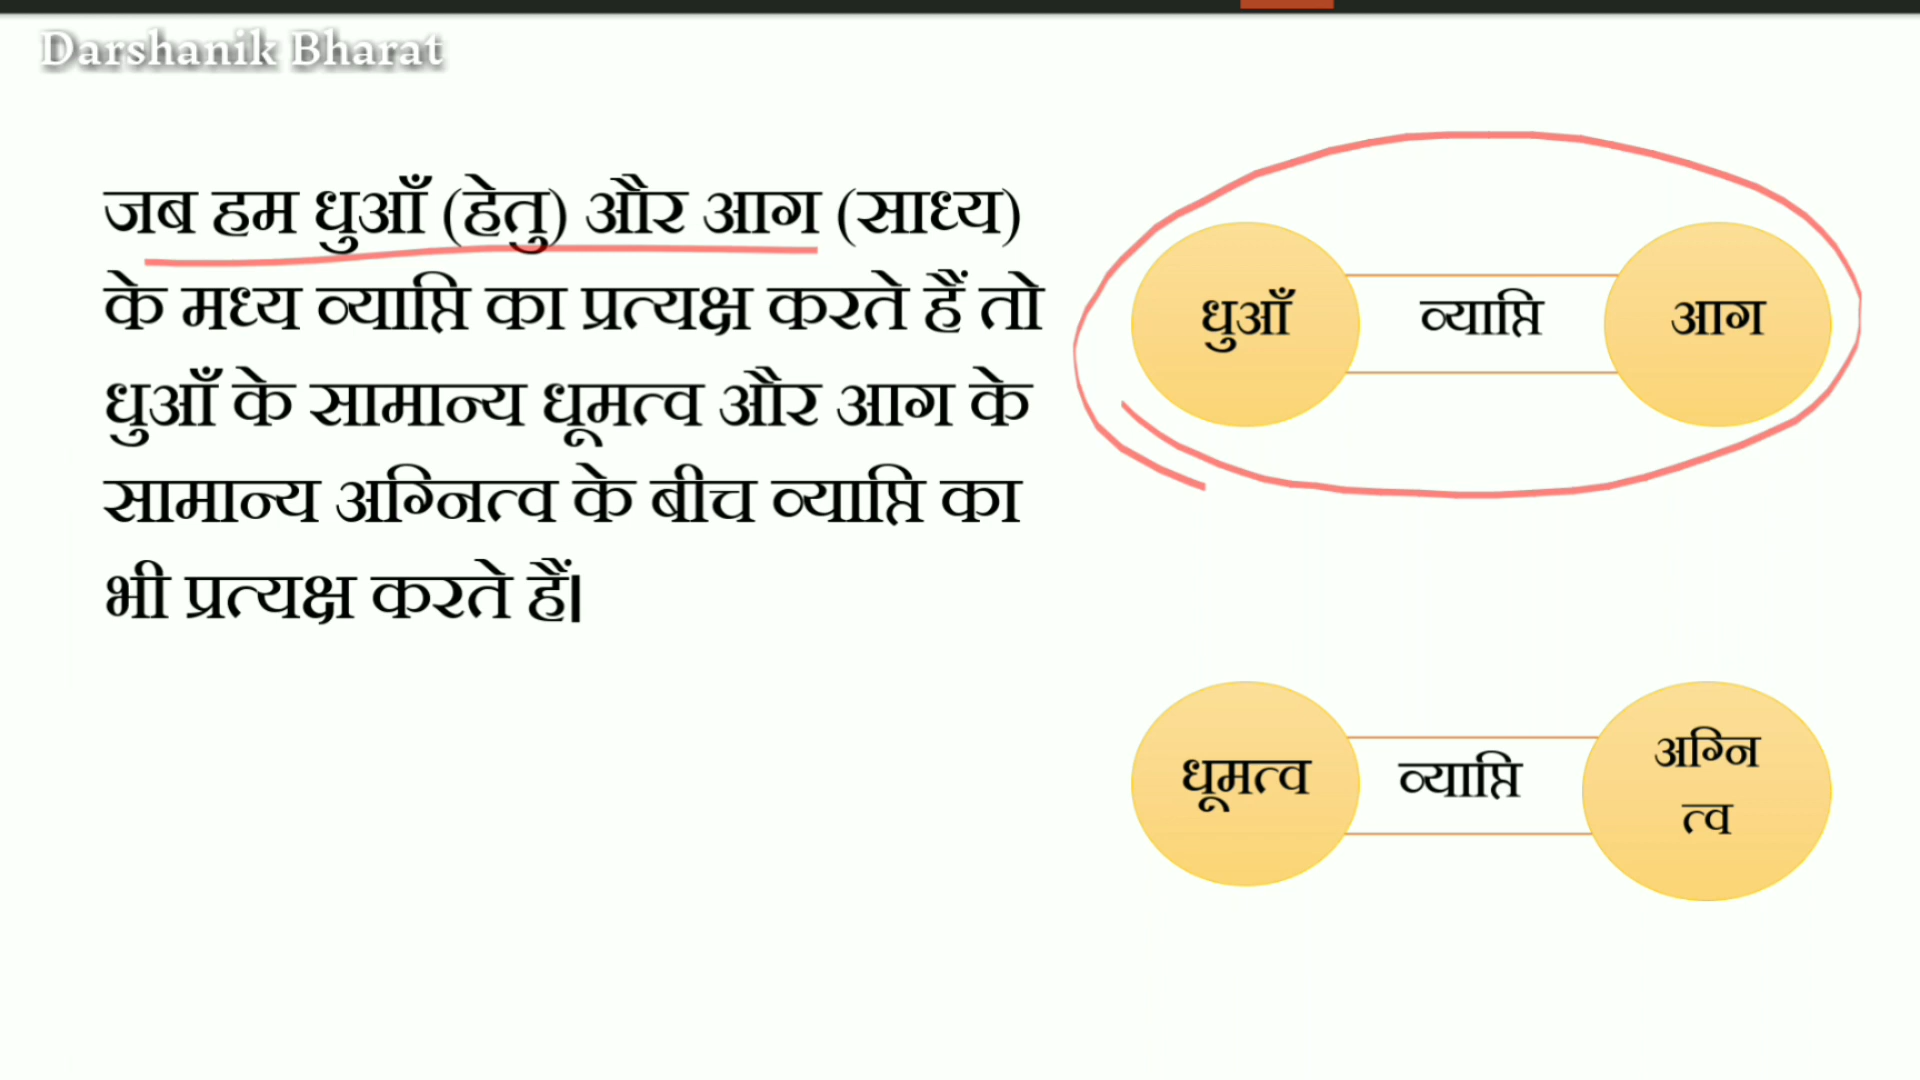 Darshanik Bharat
जब हम धुआँ (हेतु) और आग (साध्य)
के मध्य व्याप्ति का प्रत्यक्ष करते हैं तो
धुआँ के सामान्य धूमत्व और आग के
सामान्य अग्नित्व के बीच व्याप्ति का
भी प्रत्यक्ष करते हैं।
धुआँ व्याप्ति आग
धूमत्व व्याप्ति अग्नि
त्व